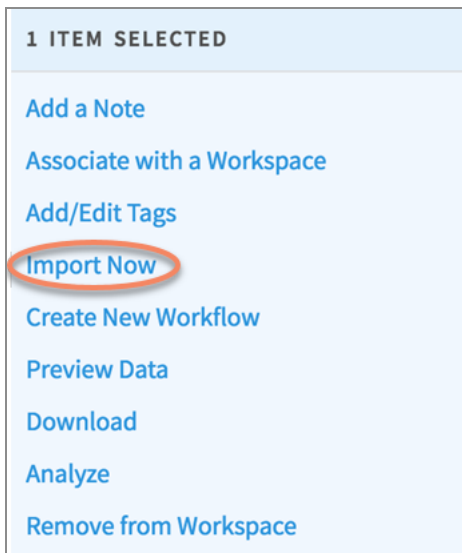 1 ITEM SELECTED
Add a Note
Associate with a Workspace
Add/Edit Tags
Import Now
Create New Workflow
Preview Data
Download
Analyze
Remove from Workspace